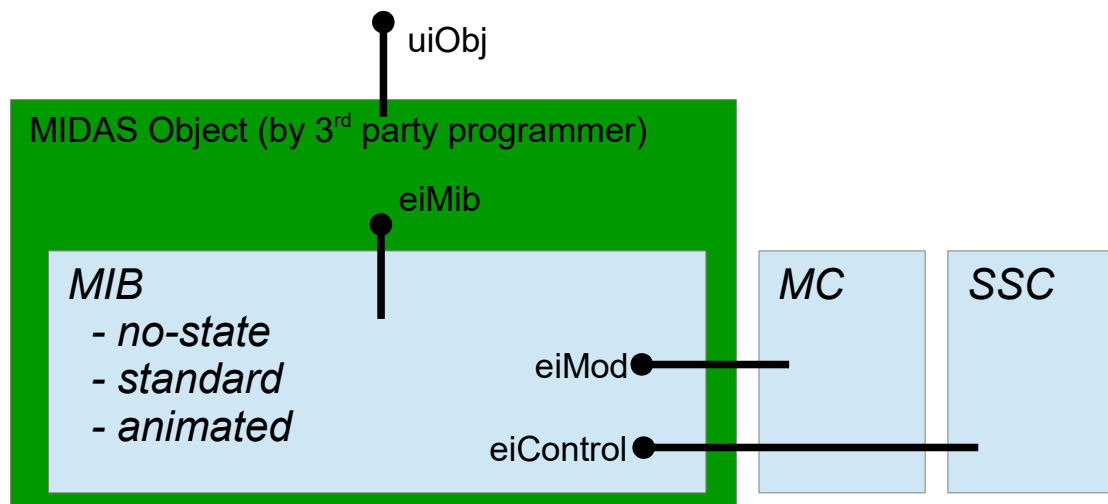 uiObj
MIDAS Object (by 3rd party programmer)
eiMib
MIB
- no-state
- standard
- animated
eiMod
eiControl
MC
SSC